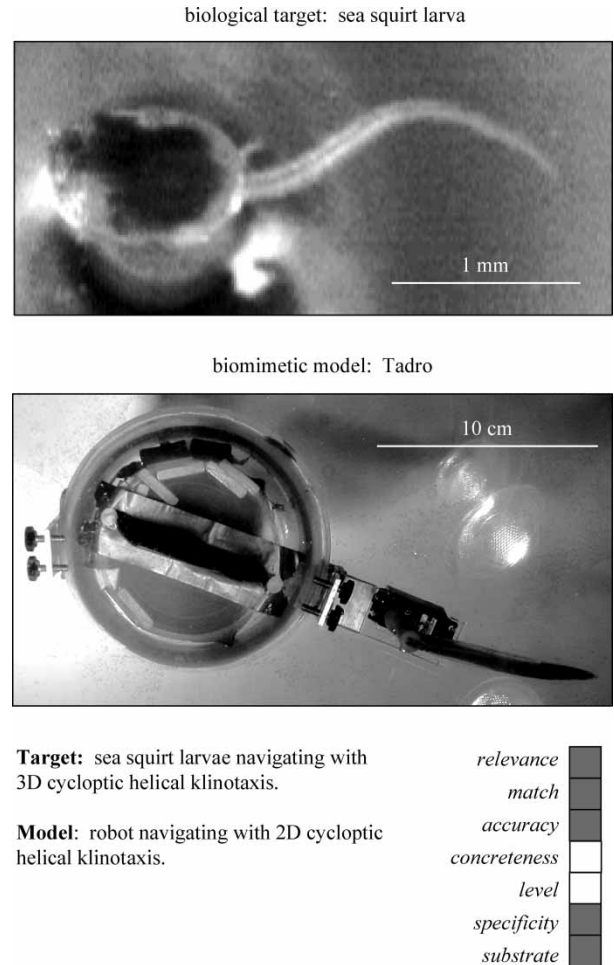 biological target: sea squirt larva
1 mm
biomimetic model: Tadro
10 cm
Target: sea squirt larvae navigating with
3D cycloptic helical klinotaxis.
Model: robot navigating with 2D cycloptic
helical klinotaxis.
relevance
match
accuracy
concreteness
level
specificity
substrate